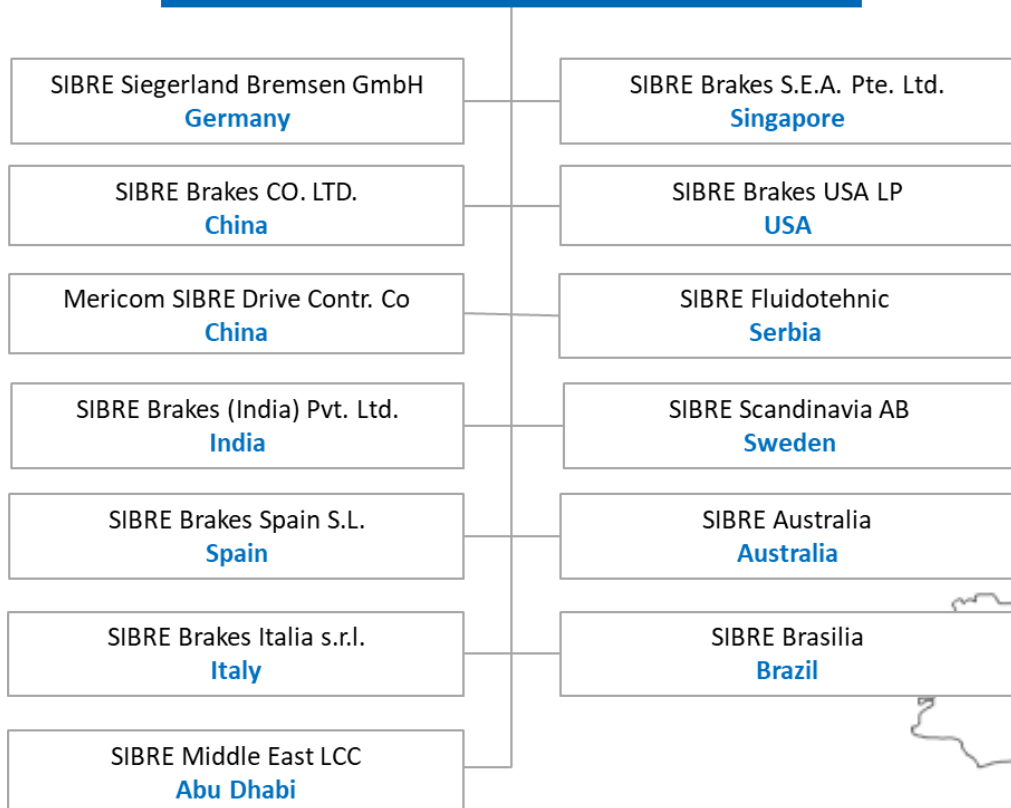 SIBRE Siegerland Bremsen GmbH
Germany
SIBRE Brakes S.E.A. Pte. Ltd.
Singapore
SIBRE Brakes CO. LTD.
China
SIBRE Brakes USA LP
USA
Mericom SIBRE Drive Contr. Co
China
SIBRE Fluidotehnic
Serbia
SIBRE Brakes (India) Pvt. Ltd.
India
SIBRE Scandinavia AB
Sweden
SIBRE Brakes Spain S.L.
Spain
SIBRE Australia
Australia
SIBRE Brakes Italia s.r.l.
Italy
SIBRE Brasilia
Brazil
SIBRE Middle East LCC
Abu Dhabi